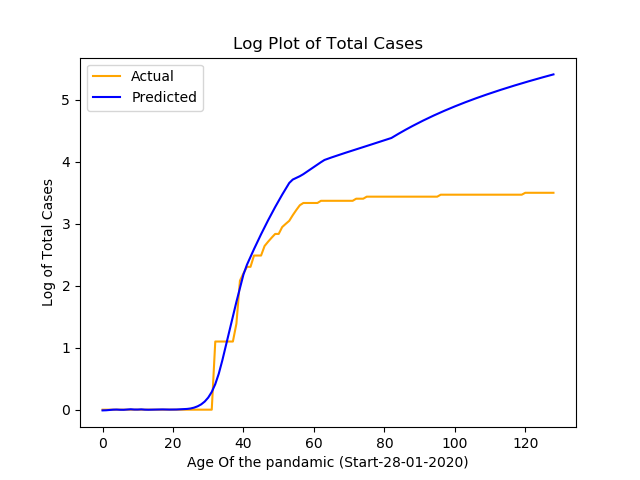 Log Plot of Total Cases
Actual
Predicted
Log of Total Cases
5
4
3
2
1
0
0 20 40 60 80 100 120
Age Of the pandamic (Start-28-01-2020)